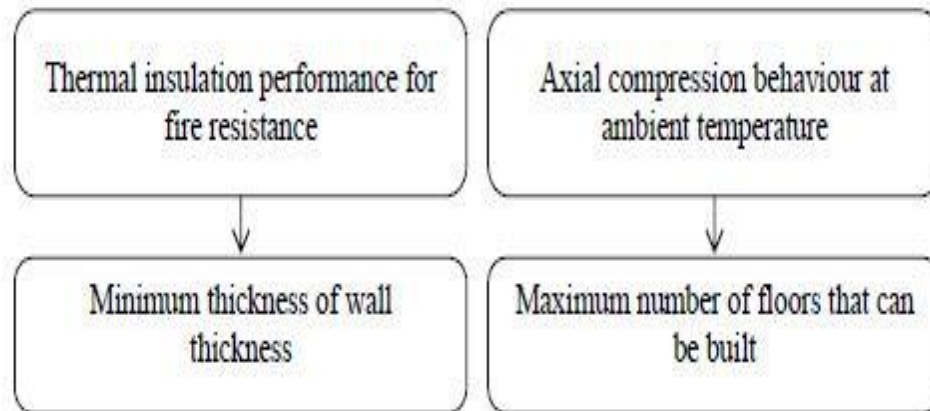 Thermal insulation performance for
fire resistance
Axial compression behaviour at
ambient temperature
Minimum thickness of wall
thickness
Maximum number of floors that can
be built